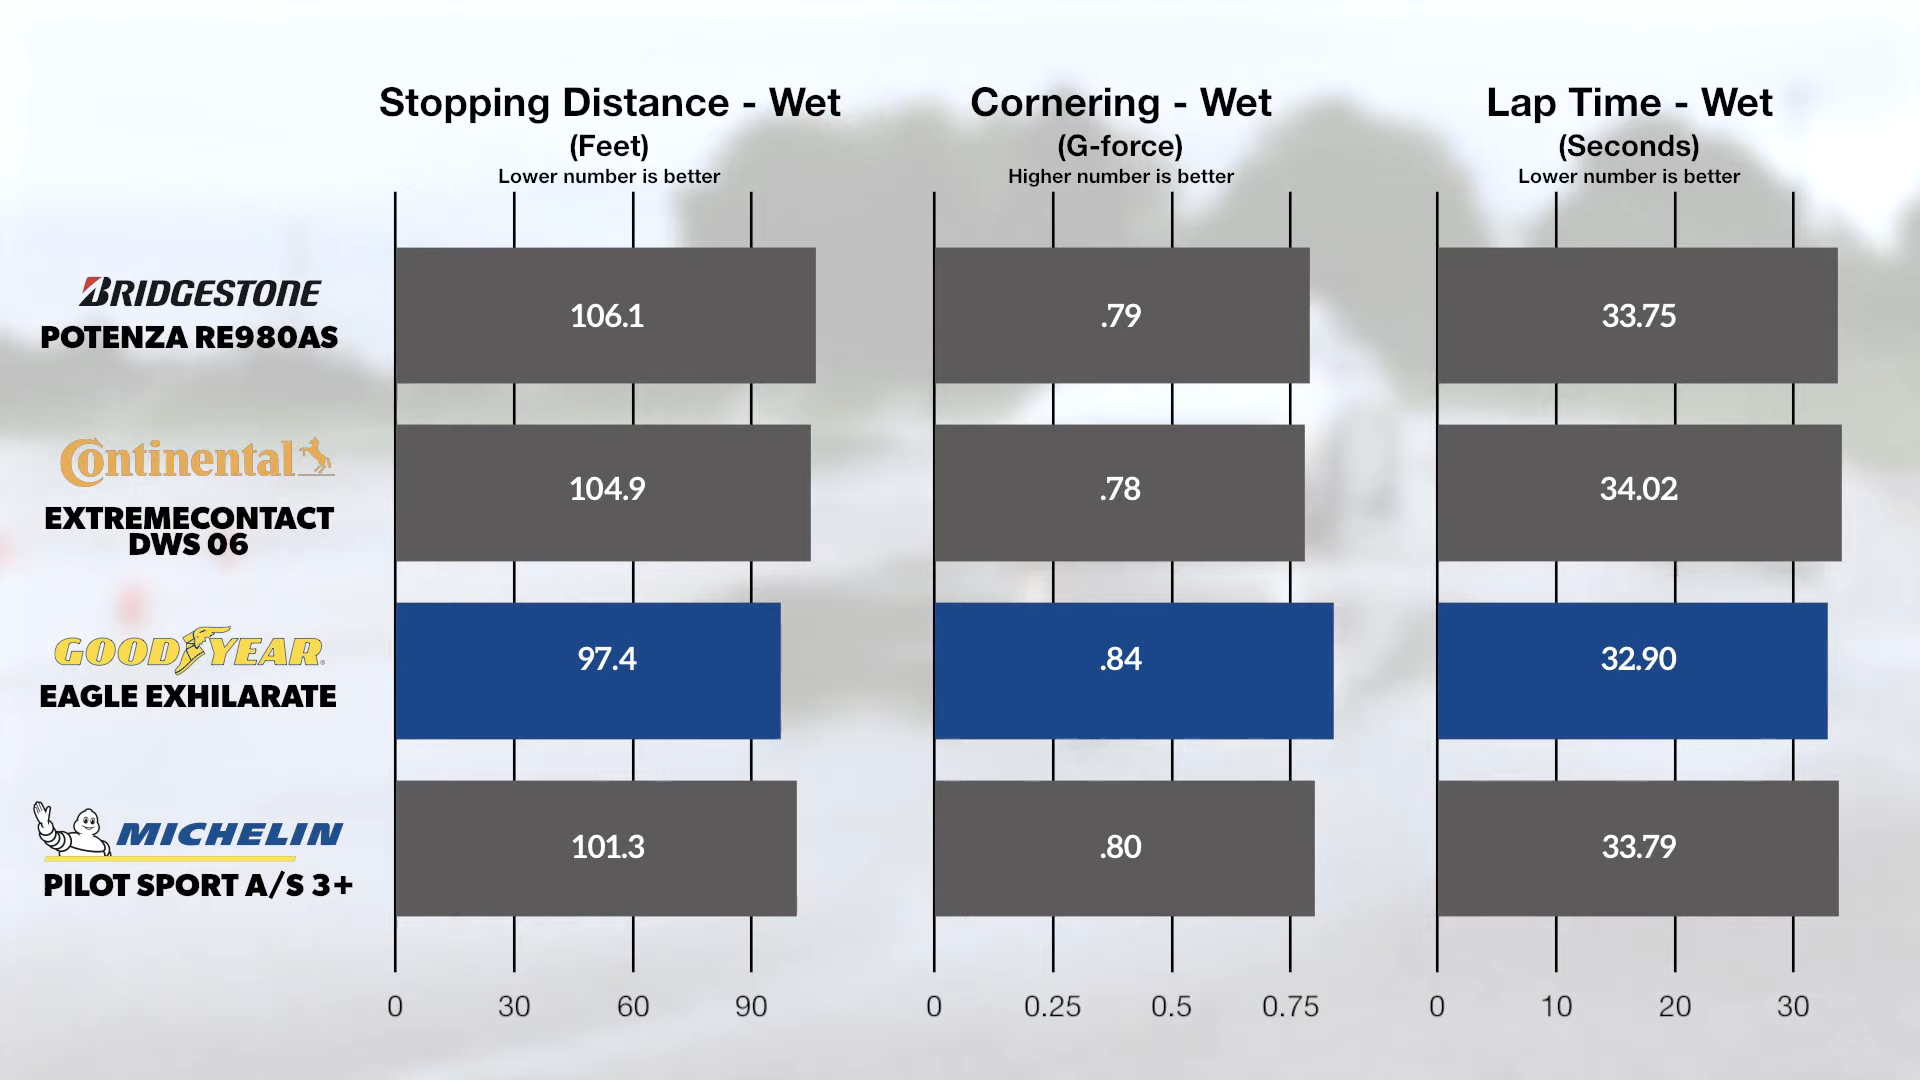 Stopping Distance - Wet
(Feet)
Lower number is better
Cornering - Wet
(G-force)
Higher number is better
Lap Time - Wet
(Seconds)
Lower number is better
BRIDGESTONE
POTENZA RE980AS
106.1
.79
33.75
Continental
EXTREMECONTACT
DWS 06
104.9
.78
34.02
GOODYEAR
EAGLE EXHILARATE
97.4
.84
32.90
MICHELIN
PILOT SPORT A/S 3+
101.3
.80
33.79
0 30 60 90
0 0.25 0.5 0.75
0 10 20 30